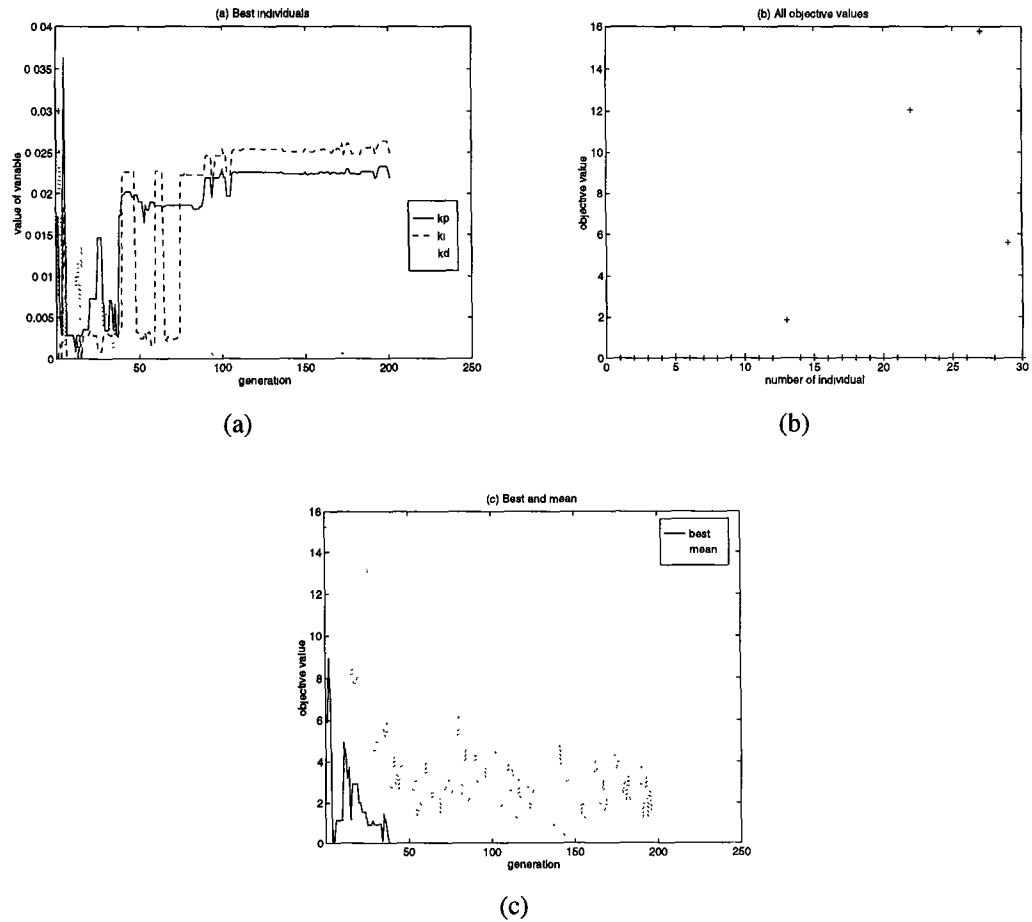 (a) Best individuals
0 04
0 035
0 03
0 025
0 02
0 015
0 01
0 005
0
value of variable
50
100
150
200
250
generation
kp
ki
kd
(a)
(b) All objective values
16
14
12
10
8
6
4
2
0
objective value
0
5
10
15
20
25
30
number of individual
(b)
(c) Best and mean
16
14
12
10
8
6
4
2
0
objective value
50
100
150
200
250
generation
best
mean
(c)